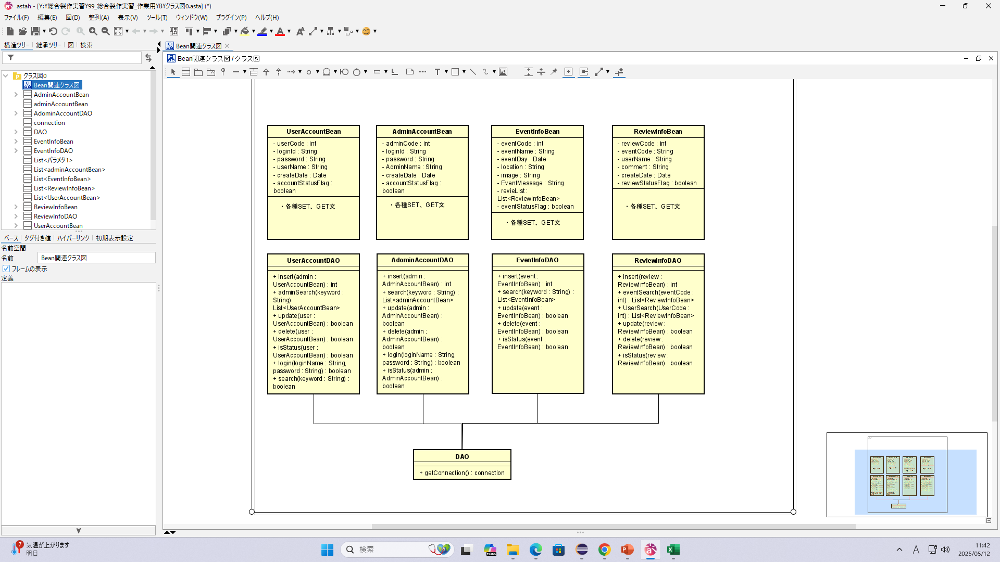 astah - [Y:¥総合製作実習¥99_総合製作実習_作業用¥B¥クラス図0.asta] (*)
ファイル(F) 編集(E) 図(D) 整列(A) 表示(V) ツール(T) ウィンドウ(W) プラグイン(P) ヘルプ(H)
構造ツリー 継承ツリー 図 検索
Bean関連クラス図
Bean関連クラス図 / クラス図
クラス図0
Bean関連クラス図
AdminAccountBean
adminAccountBean
AdominAccountDAO
connection
DAO
EventInfoBean
EventInfoDAO
List<パラメタ1>
List<adminAccountBean>
List<EventInfoBean>
List<ReviewInfoBean>
List<UserAccountBean>
ReviewInfoBean
ReviewInfoDAO
UserAccountBean
ベース タグ付き値 ハイパーリンク 初期表示設定
名前空間
名前 Bean関連クラス図
フレームの表示
定義
UserAccountBean
- userCode : int
- loginId : String
- password : String
- userName : String
- createDate : Date
- accountStatusFlag :
boolean
・各種SET、GET文
AdminAccountBean
- adminCode : int
- loginId : String
- password : String
- AdminName : String
- createDate : Date
- accountStatusFlag :
boolean
・各種SET、GET文
EventInfoBean
- eventCode : int
- eventName : String
- eventDay : Date
- location : String
- image : String
- EventMessage : String
- revieList :
List<ReviewInfoBean>
- eventStatusFlag : boolean
・各種SET、GET文
ReviewInfoBean
- reviewCode : int
- eventCode : String
- userName : String
- comment : String
- createDate : Date
- reviewStatusFlag : boolean
・各種SET、GET文
UserAccountDAO
+ insert(admin :
UserAccountBean) : int
+ adminSearch(keyword :
String) :
List<UserAccountBean>
+ update(user :
UserAccountBean) : boolean
+ delete(user :
UserAccountBean) : boolean
+ isStatus(user :
UserAccountBean) : boolean
+ login(loginName : String,
password : String) : boolean
+ search(keyword : String) :
boolean
AdominAccountDAO
+ insert(admin :
AdminAccountBean) : int
+ search(keyword : String) :
List<adminAccountBean>
+ update(admin :
AdminAccountBean) :
boolean
+ delete(admin :
AdminAccountBean) :
boolean
+ login(loginName : String,
password : String) : boolean
+ isStatus(admin :
AdminAccountBean) :
boolean
EventInfoDAO
+ insert(event :
EventInfoBean) : int
+ search(keyword : String) :
List<EventInfoBean>
+ update(event :
EventInfoBean) : boolean
+ delete(event :
EventInfoBean) : boolean
+ isStatus(event :
EventInfoBean) : boolean
ReviewInfoDAO
+ insert(review :
ReviewInfoBean) : int
+ eventSearch(eventCode :
int) : List<ReviewInfoBean>
+ UserSearch(UserCode :
int) : List<ReviewInfoBean>
+ update(review :
ReviewInfoBean) : boolean
+ delete(review :
ReviewInfoBean) : boolean
+ isStatus(review :
ReviewInfoBean) : boolean
DAO
+ getConnection() : connection
7
気温が上がります
明日
検索
M365
A
11:42
2025/05/12